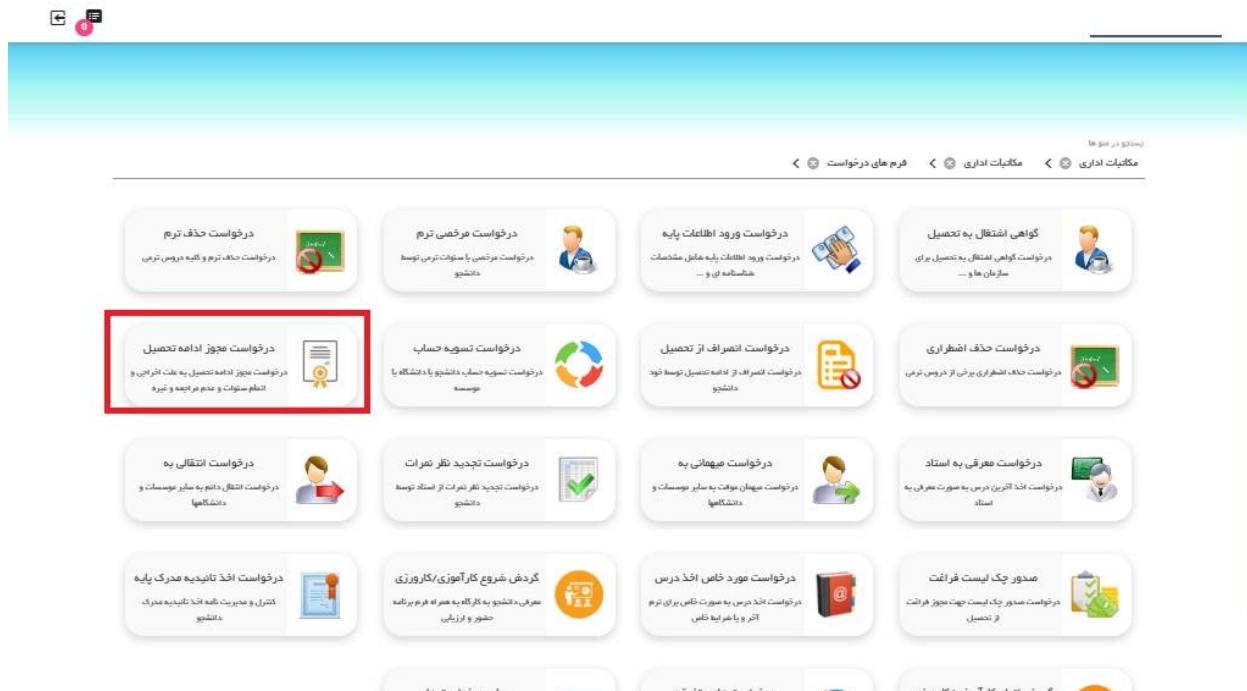 0
جستجو در منو ها
مکاتبات اداری
مکاتبات اداری
فرم های درخواست
گواهی اشتغال به تحصیل
درخواست گواهی اشتغال به تحصیل برای
سازمان ها و ...
درخواست ورود اطلاعات پایه
درخواست ورود اطلاعات پایه شامل مشخصات
شناسنامه ای و ...
درخواست مرخصی ترم
درخواست مرخصی با سنوات ترمی توسط
دانشجو
درخواست حذف ترم
درخواست حذف ترم و کلیه دروس ترمی
درخواست حذف اضطراری
درخواست حذف اضطراری برخی از دروس ترمی
درخواست انصراف از تحصیل
درخواست انصراف از ادامه تحصیل توسط خود
دانشجو
درخواست تسویه حساب
درخواست تسویه حساب دانشجو با دانشگاه یا
موسسه
درخواست مجوز ادامه تحصیل
درخواست مجوز ادامه تحصیل به علت اخراجی و
اتمام سنوات و عدم مراجعه و غیره
درخواست معرفی به استاد
درخواست اخذ آخرین درس به صورت معرفی به
استاد
درخواست میهمانی به
درخواست میهمان موقت به سایر موسسات و
دانشگاهها
درخواست تجدید نظر نمرات
درخواست تجدید نظر نمرات از استاد توسط
دانشجو
درخواست انتقالی به
درخواست انتقال دائم به سایر موسسات و
دانشگاهها
صدور چک لیست فراغت
درخواست صدور چک لیست جهت مجوز فراغت
از تحصیل
درخواست مورد خاص اخذ درس
درخواست اخذ درس به صورت خاص برای ترم
آخر و یا شرایط خاص
گردش شروع کارآموزی/کارورزی
معرفی دانشجو به کارگاه به همراه فرم برنامه
حضور و ارزیابی
درخواست اخذ تائیدیه مدرک پایه
کنترل و مدیریت نامه اخذ تائیدیه مدرک
دانشجو